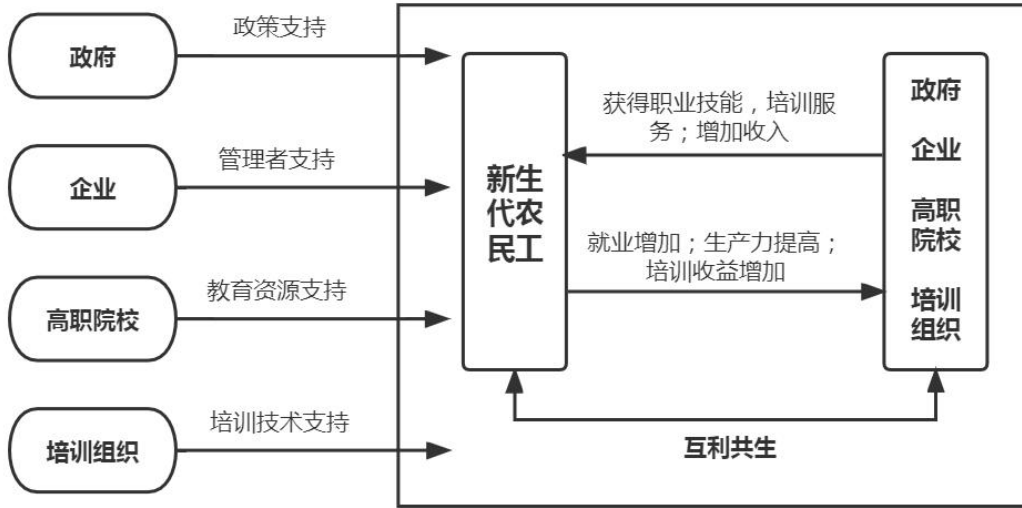 政府
政策支持
企业
管理者支持
高职院校
教育资源支持
培训组织
培训技术支持
新生
代农
民工
获得职业技能，培训服
务；增加收入
就业增加；生产力提高；
培训收益增加
政府
企业
高职
院校
培训
组织
互利共生